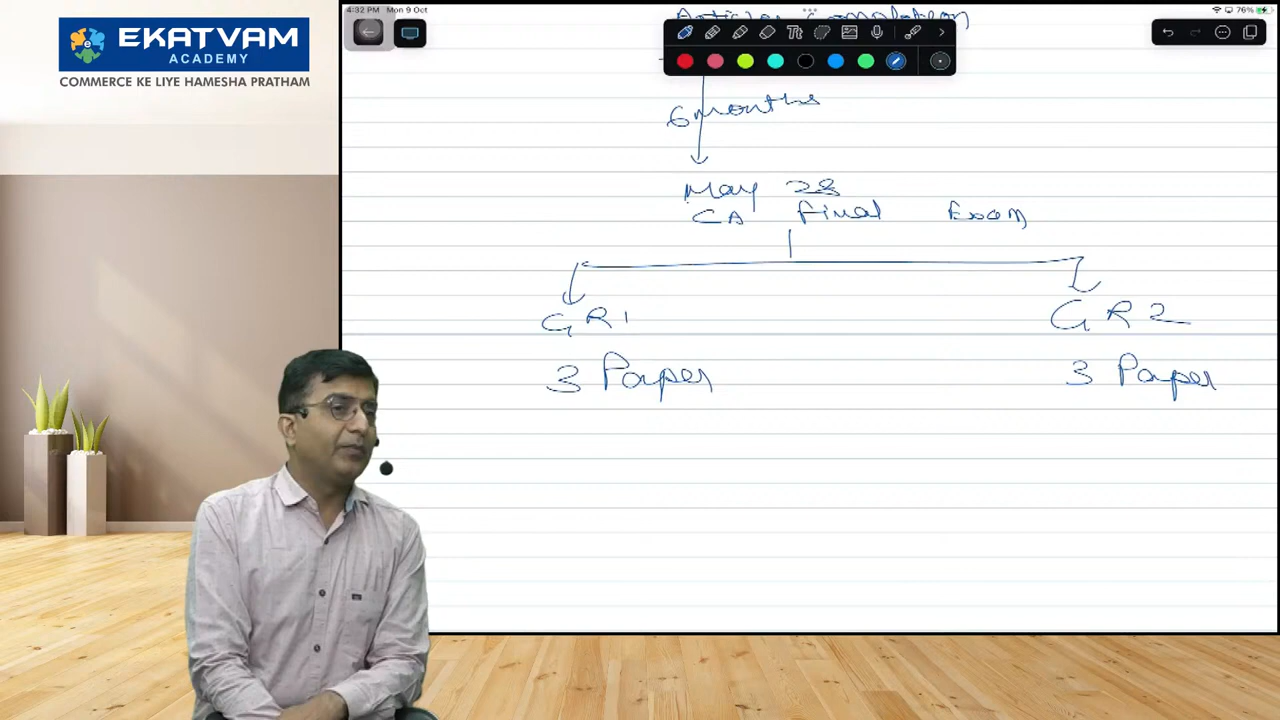 EKATVAM
ACADEMY
COMMERCE KE LIYE HAMESHA PRATHAM
4:32 PM Mon 9 Oct
76%
Tt
6 months
May 28
CA Final Exam
GR 1
GR 2
3 Paper
3 Paper